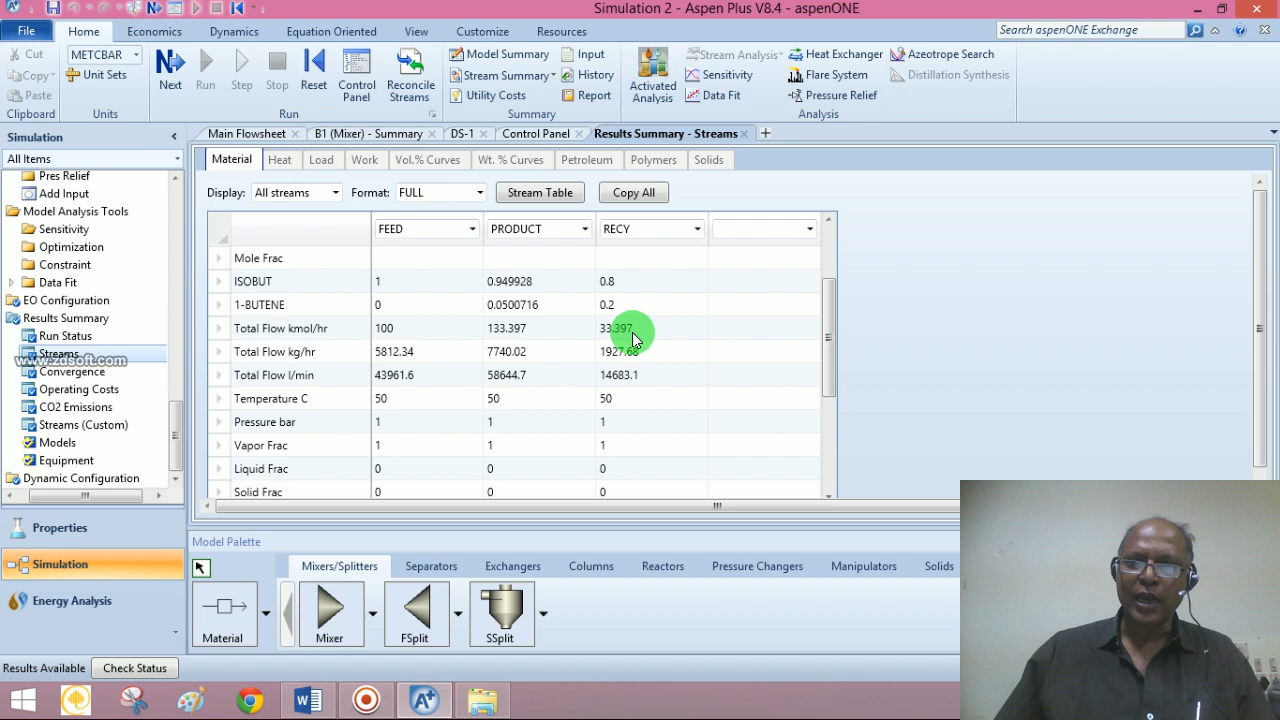 Simulation 2 - Aspen Plus V8.4 - aspenONE
File Home Economics Dynamics Equation Oriented View Customize Resources Search aspenONE Exchange
Cut
Copy
Paste
Clipboard
METCBAR
Unit Sets
Units
Next Run Step Stop Reset Control Panel Reconcile Streams
Run
Model Summary Input
Stream Summary History
Utility Costs Report
Summary
Activated Analysis
Stream Analysis Heat Exchanger Azeotrope Search
Sensitivity Flare System Distillation Synthesis
Data Fit Pressure Relief
Analysis
Simulation
All Items
Pres Relief
Add Input
Model Analysis Tools
Sensitivity
Optimization
Constraint
Data Fit
EO Configuration
Results Summary
Run Status
Streams
www.zdsoft.com
Convergence
Operating Costs
CO2 Emissions
Streams (Custom)
Models
Equipment
Dynamic Configuration
Properties
Simulation
Energy Analysis
Main Flowsheet B1 (Mixer) - Summary DS-1 Control Panel Results Summary - Streams
Material Heat Load Work Vol.% Curves Wt. % Curves Petroleum Polymers Solids
Display: All streams Format: FULL Stream Table Copy All
FEED PRODUCT RECY
Mole Frac
ISOBUT 1 0.949928 0.8
1-BUTENE 0 0.0500716 0.2
Total Flow kmol/hr 100 133.397 33.397
Total Flow kg/hr 5812.34 7740.02 1927.68
Total Flow l/min 43961.6 58644.7 14683.1
Temperature C 50 50 50
Pressure bar 1 1 1
Vapor Frac 1 1 1
Liquid Frac 0 0 0
Solid Frac 0 0 0
Model Palette
Mixers/Splitters Separators Exchangers Columns Reactors Pressure Changers Manipulators Solids
Material Mixer FSplit SSplit
Results Available Check Status